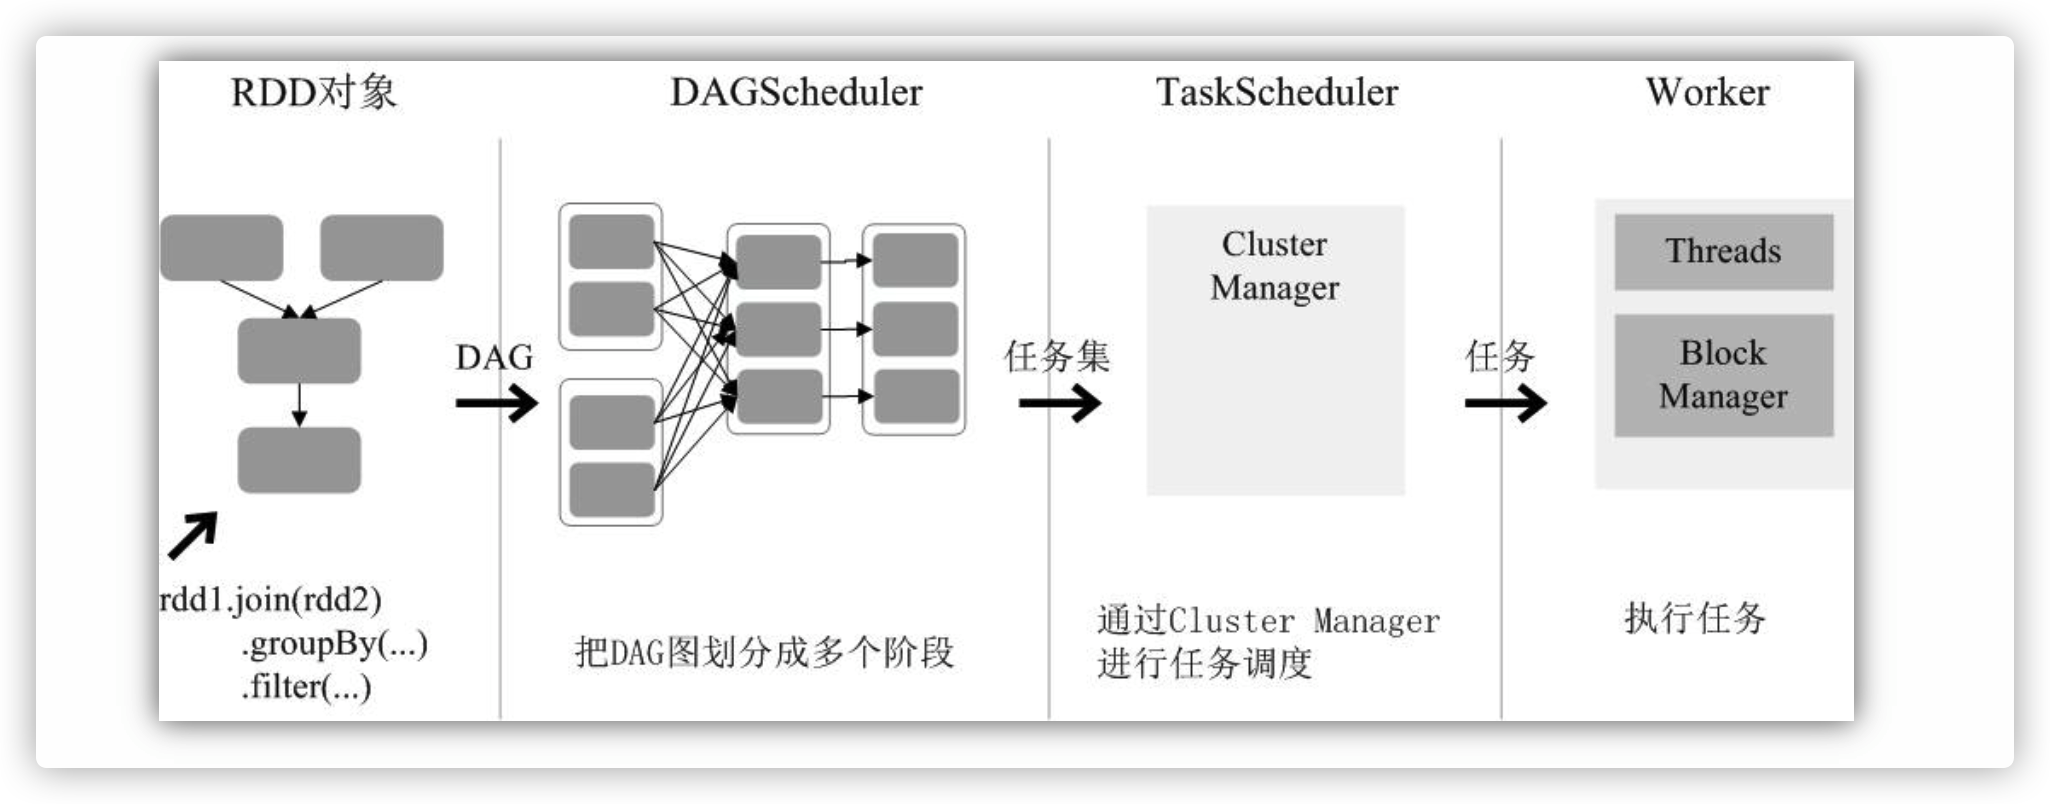 RDD对象
DAGScheduler
TaskScheduler
Worker
DAG
任务集
Cluster
Manager
任务
Threads
Block
Manager
rdd1.join(rdd2)
.groupBy(...)
.filter(...)
把DAG图划分成多个阶段
通过Cluster Manager
进行任务调度
执行任务